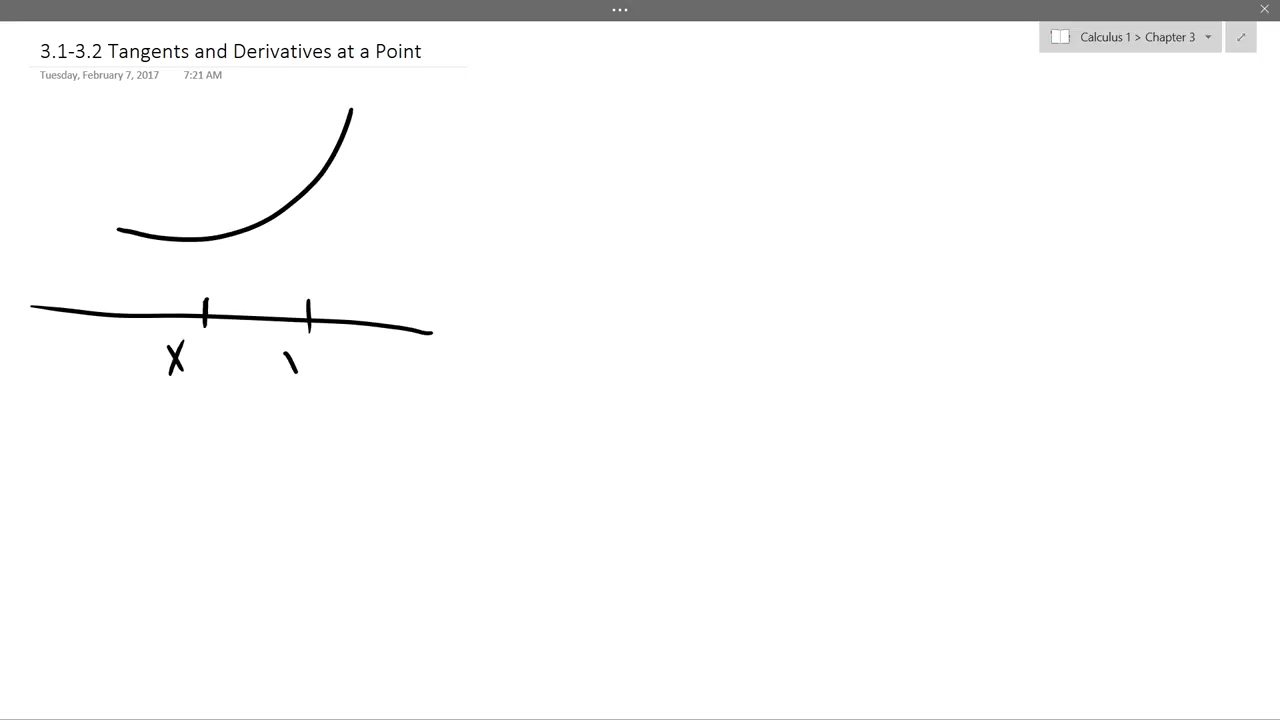 3.1-3.2 Tangents and Derivatives at a Point
Tuesday, February 7, 2017 7:21 AM
Calculus 1 > Chapter 3
X